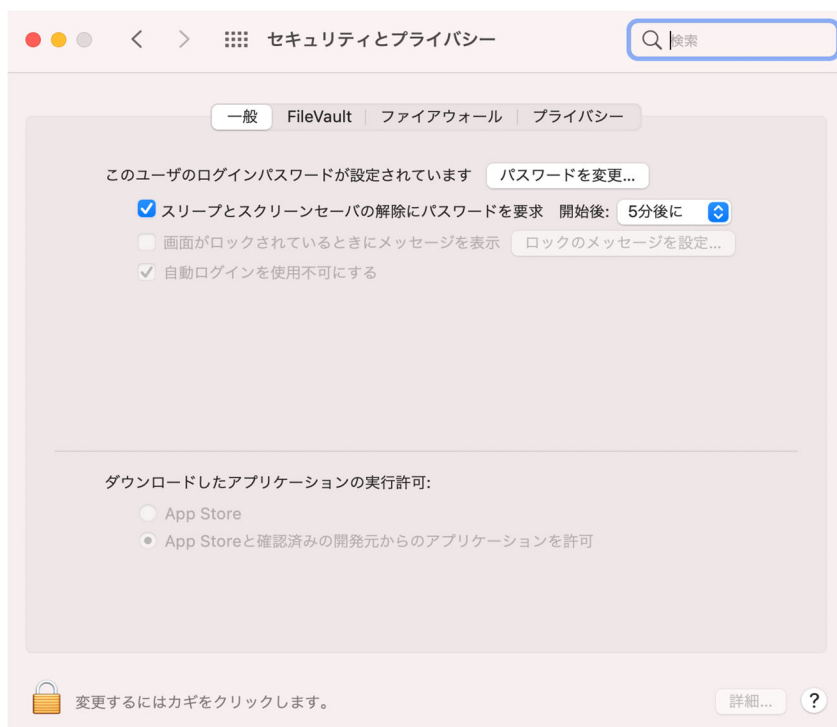 セキュリティとプライバシー
検索
一般 FileVault ファイアウォール プライバシー
このユーザのログインパスワードが設定されています パスワードを変更...
スリープとスクリーンセーバの解除にパスワードを要求 開始後: 5分後に
画面がロックされているときにメッセージを表示 ロックのメッセージを設定...
自動ログインを使用不可にする
ダウンロードしたアプリケーションの実行許可:
App Store
App Storeと確認済みの開発元からのアプリケーションを許可
変更するにはカギをクリックします。 詳細... ?